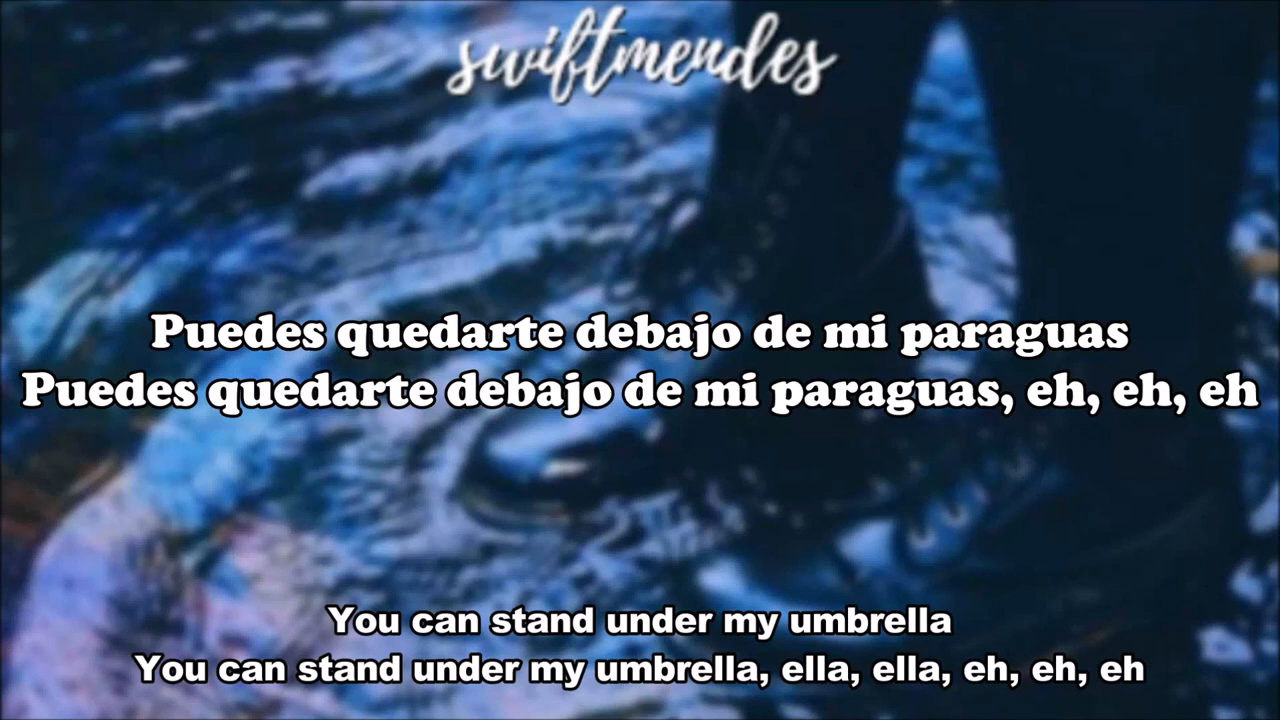 swiftmendes
Puedes quedarte debajo de mi paraguas
Puedes quedarte debajo de mi paraguas, eh, eh, eh
You can stand under my umbrella
You can stand under my umbrella, ella, ella, eh, eh, eh